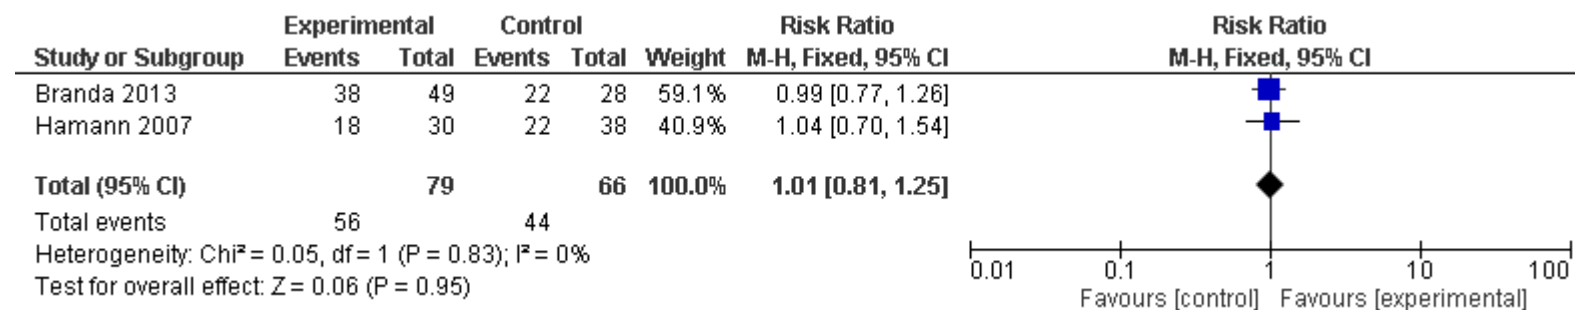 Experimental Control Risk Ratio Risk Ratio
Study or Subgroup Events Total Events Total Weight M-H, Fixed, 95% CI M-H, Fixed, 95% CI
Branda 2013 38 49 22 28 59.1% 0.99 [0.77, 1.26]
Hamann 2007 18 30 22 38 40.9% 1.04 [0.70, 1.54]
Total (95% CI) 79 66 100.0% 1.01 [0.81, 1.25]
Total events 56 44
Heterogeneity: Chi² = 0.05, df = 1 (P = 0.83); I² = 0%
Test for overall effect: Z = 0.06 (P = 0.95)
0.01 0.1 1 10 100
Favours [control] Favours [experimental]